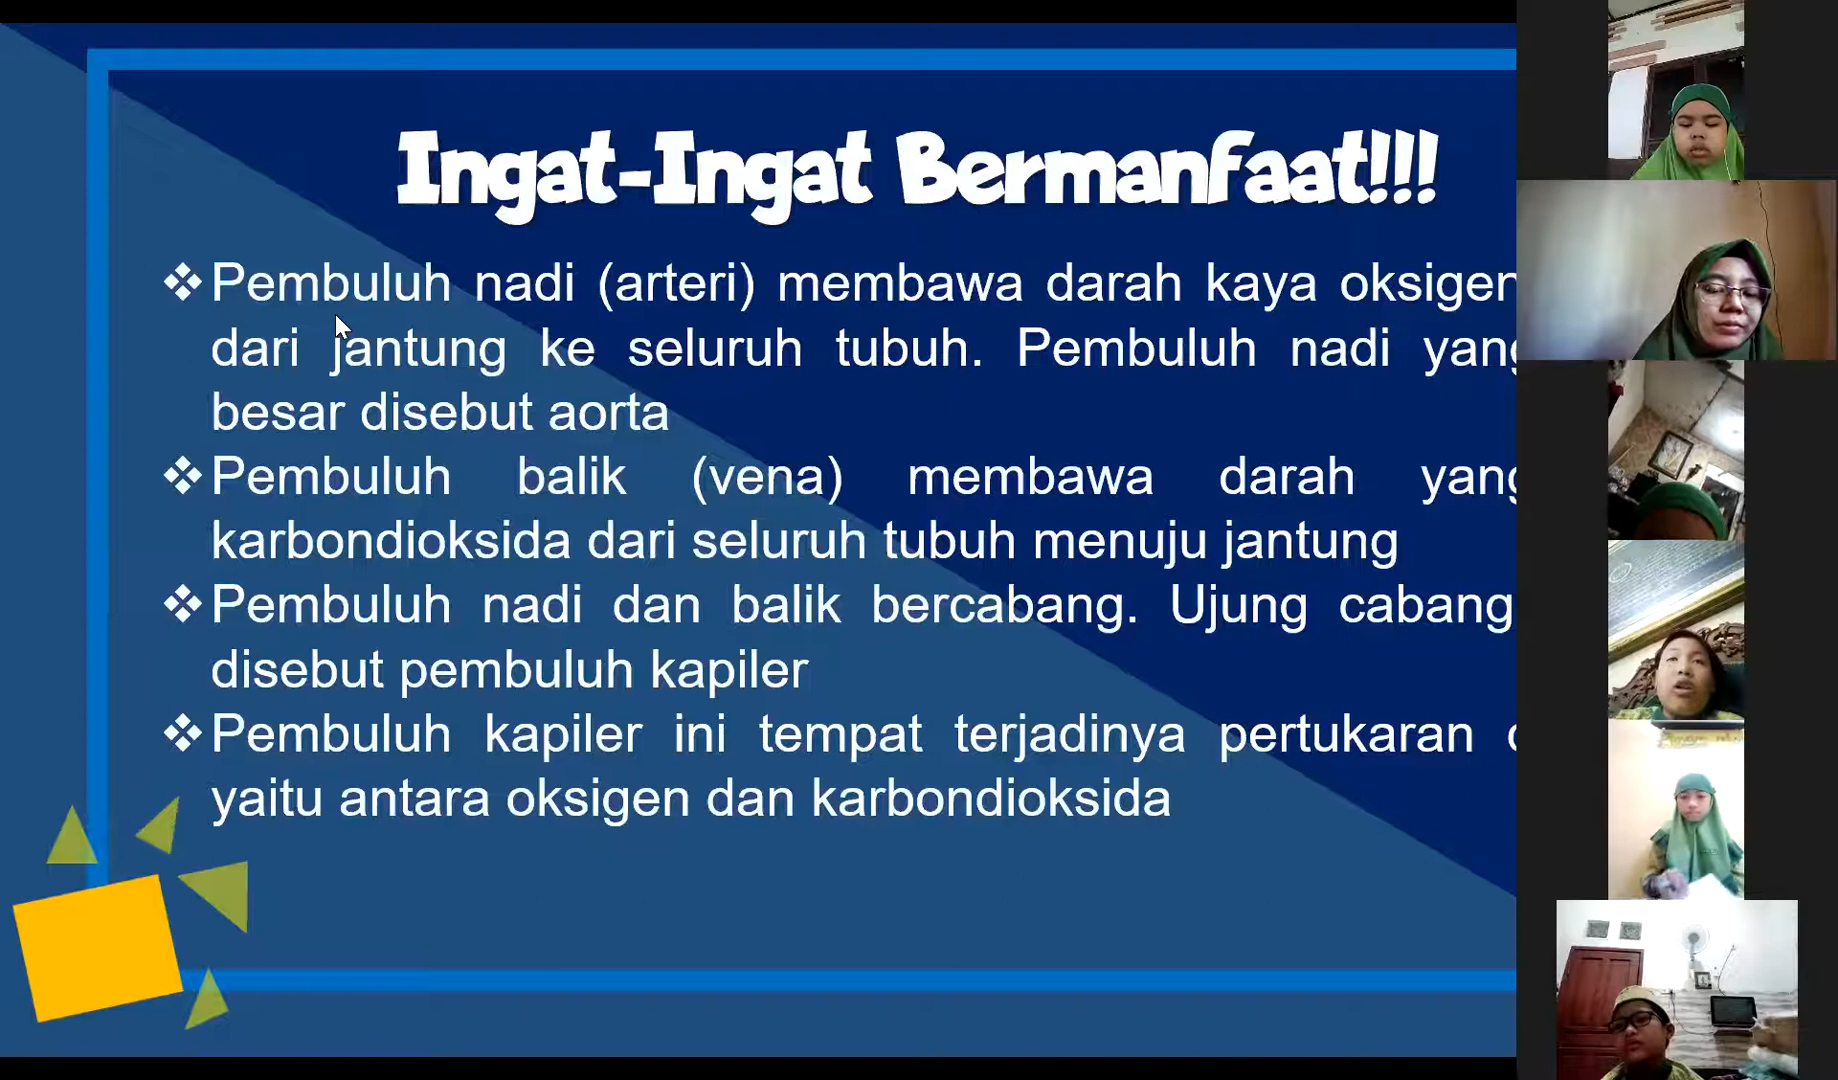 Ingat-Ingat Bermanfaat!!!
❖Pembuluh nadi (arteri) membawa darah kaya oksigen
dari jantung ke seluruh tubuh. Pembuluh nadi yang
besar disebut aorta
❖Pembuluh balik (vena) membawa darah yang
karbondioksida dari seluruh tubuh menuju jantung
❖Pembuluh nadi dan balik bercabang. Ujung cabang
disebut pembuluh kapiler
❖Pembuluh kapiler ini tempat terjadinya pertukaran
yaitu antara oksigen dan karbondioksida